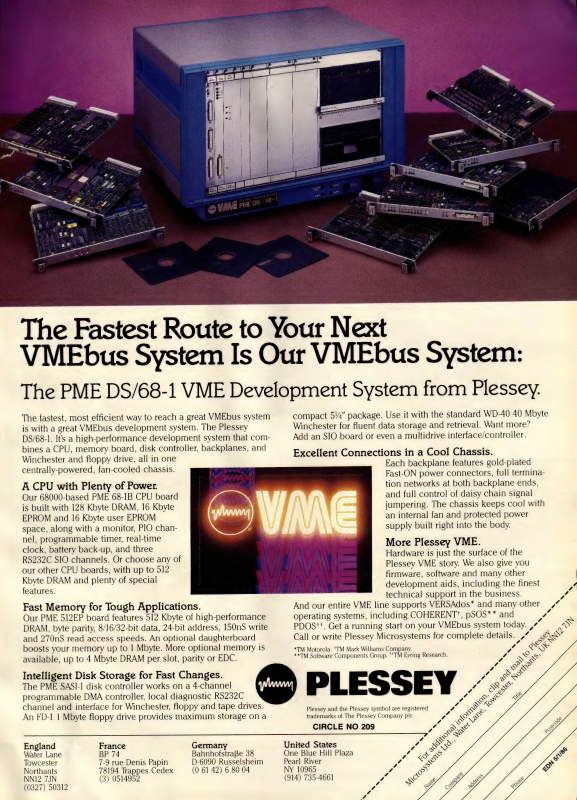 VME PME DS / 68-1
The Fastest Route to Your Next
VMEbus System Is Our VMEbus System:
The PME DS/68-1 VME Development System from Plessey.
The fastest, most efficient way to reach a great VMEbus system
is with a great VMEbus development system. The Plessey
DS/68-1. It's a high-performance development system that com-
bines a CPU, memory board, disk controller, backplanes, and
Winchester and floppy drive, all in one
centrally-powered, fan-cooled chassis.
A CPU with Plenty of Power.
Our 68000-based PME 68-1B CPU board
is built with 128 Kbyte DRAM, 16 Kbyte
EPROM and 16 Kbyte user EPROM
space, along with a monitor, PIO chan-
nel, programmable timer, real-time
clock, battery back-up, and three
RS232C SIO channels. Or choose any of
our other CPU boards, with up to 512
Kbyte DRAM and plenty of special
features.
Fast Memory for Tough Applications.
Our PME 512EP board features 512 Kbyte of high-performance
DRAM, byte parity, 8/16/32-bit data, 24-bit address, 150nS write
and 270nS read access speeds. An optional daughterboard
boosts your memory up to 1 Mbyte. More optional memory is
available, up to 4 Mbyte DRAM per slot, parity or EDC.
Intelligent Disk Storage for Fast Changes.
The PME SASI-1 disk controller works on a 4-channel
programmable DMA controller, local diagnostic RS232C
channel and interface for Winchester, floppy and tape drives.
An FD-1 1 Mbyte floppy drive provides maximum storage on a
compact 5¼" package. Use it with the standard WD-40 40 Mbyte
Winchester for fluent data storage and retrieval. Want more?
Add an SIO board or even a multidrive interface/controller.
Excellent Connections in a Cool Chassis.
Each backplane features gold-plated
Fast-ON power connectors, full termina-
tion networks at both backplane ends,
and full control of daisy chain signal
jumpering. The chassis keeps cool with
an internal fan and protected power
supply built right into the body.
More Plessey VME.
Hardware is just the surface of the
Plessey VME story. We also give you
firmware, software and many other
development aids, including the finest
technical support in the business.
And our entire VME line supports VERSAdos* and many other
operating systems, including COHERENT†, pSOS** and
PDOS††. Get a running start on your VMEbus system today.
Call or write Plessey Microsystems for complete details.
*TM Motorola. †TM Mark Williams Company.
**TM Software Components Group. ††TM Eyring Research.
VME
VME
VME
PLESSEY
Plessey and the Plessey symbol are registered
trademarks of The Plessey Company plc
CIRCLE NO 209
England
Water Lane
Towcester
Northants
NN12 7JN
(0327) 50312
France
BP 74
7-9 rue Denis Papin
78194 Trappes Cedex
(3) 0514952
Germany
Bahnhofstraße 38
D-6090 Russelsheim
(0 61 42) 6 80 04
United States
One Blue Hill Plaza
Pearl River
NY 10965
(914) 735-4661
For additional information, clip and mail to Plessey
Microsystems Ltd., Water Lane, Towcester, Northants, UK NN12 7JN
Name
Title
Company
Address
Postcode
Phone
EDN 5/1/86